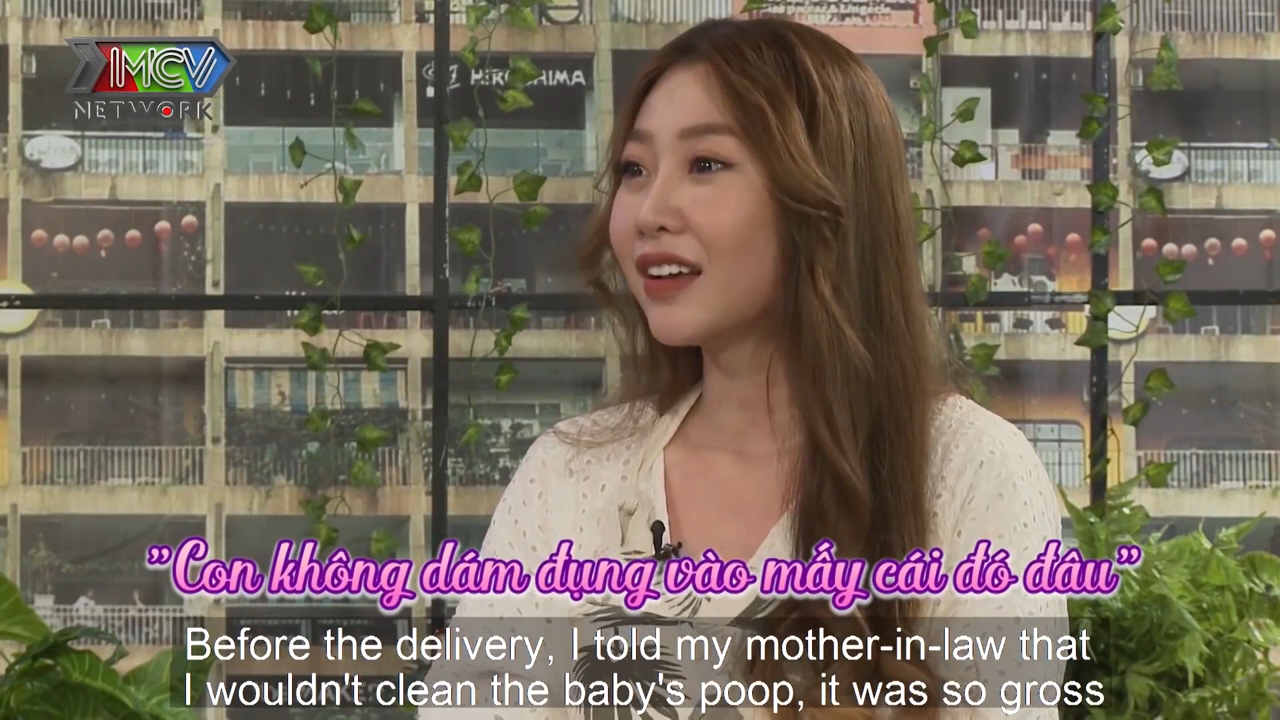 MCV
NETWORK
HIROSHIMA
"Con không dám đụng vào mấy cái đó đâu"
Before the delivery, I told my mother-in-law that
I wouldn't clean the baby's poop, it was so gross